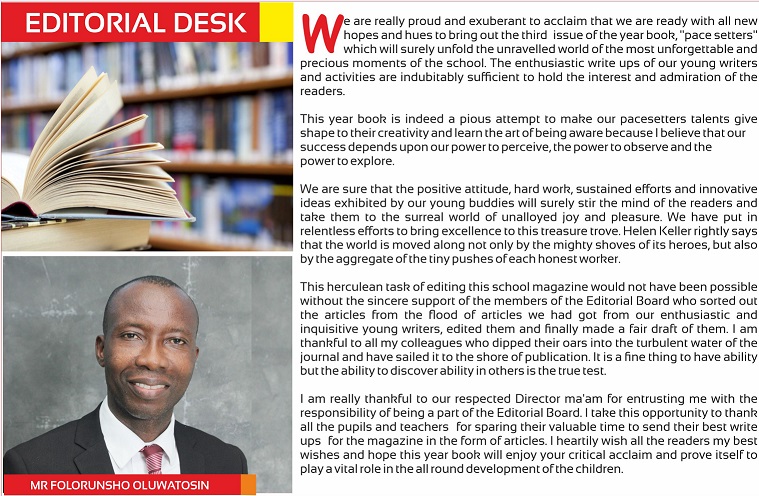 EDITORIAL DESK
We are really proud and exuberant to acclaim that we are ready with all new
hopes and hues to bring out the third issue of the year book, "pace setters"
which will surely unfold the unravelled world of the most unforgettable and
precious moments of the school. The enthusiastic write ups of our young writers
and activities are indubitably sufficient to hold the interest and admiration of the
readers.
This year book is indeed a pious attempt to make our pacesetters talents give
shape to their creativity and learn the art of being aware because I believe that our
success depends upon our power to perceive, the power to observe and the
power to explore.
We are sure that the positive attitude, hard work, sustained efforts and innovative
ideas exhibited by our young buddies will surely stir the mind of the readers and
take them to the surreal world of unalloyed joy and pleasure. We have put in
relentless efforts to bring excellence to this treasure trove. Helen Keller rightly says
that the world is moved along not only by the mighty shoves of its heroes, but also
by the aggregate of the tiny pushes of each honest worker.
This herculean task of editing this school magazine would not have been possible
without the sincere support of the members of the Editorial Board who sorted out
the articles from the flood of articles we had got from our enthusiastic and
inquisitive young writers, edited them and finally made a fair draft of them. I am
thankful to all my colleagues who dipped their oars into the turbulent water of the
journal and have sailed it to the shore of publication. It is a fine thing to have ability
but the ability to discover ability in others is the true test.
I am really thankful to our respected Director ma'am for entrusting me with the
responsibility of being a part of the Editorial Board. I take this opportunity to thank
all the pupils and teachers for sparing their valuable time to send their best write
ups for the magazine in the form of articles. I heartily wish all the readers my best
wishes and hope this year book will enjoy your critical acclaim and prove itself to
play a vital role in the all round development of the children.
MR FOLORUNSHO OLUWATOSIN